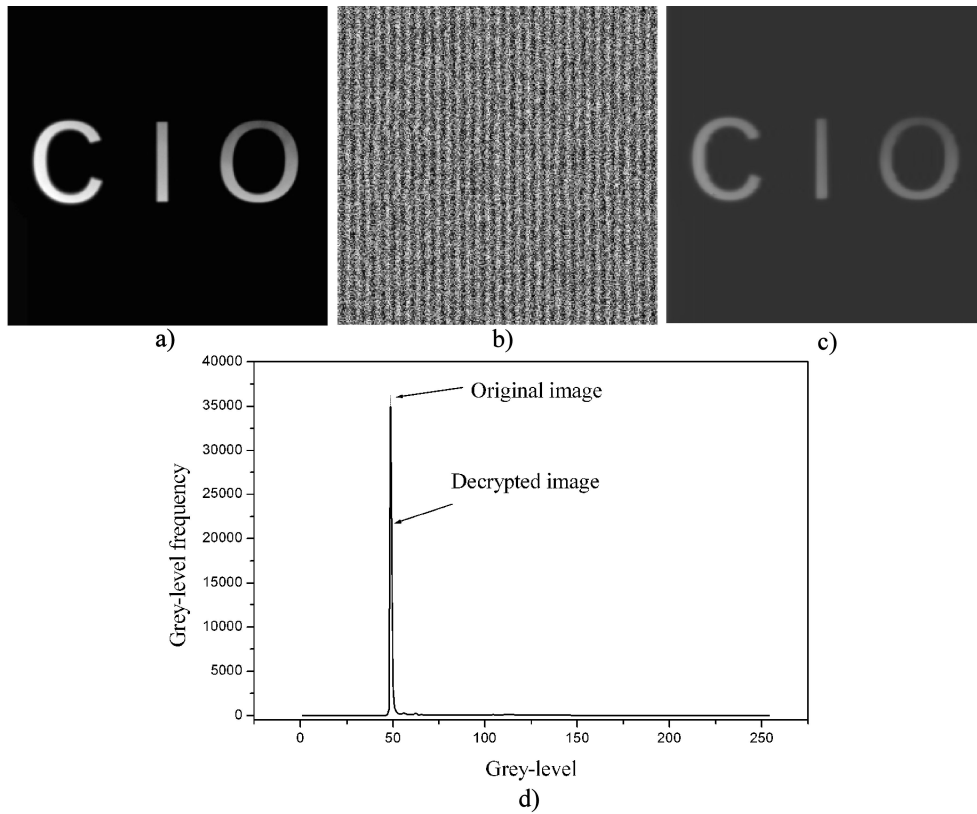 C I O
C I O
a)
b)
c)
40000
35000
30000
25000
20000
15000
10000
5000
0
Grey-level frequency
Original image
Decrypted image
0 50 100 150 200 250
Grey-level
d)